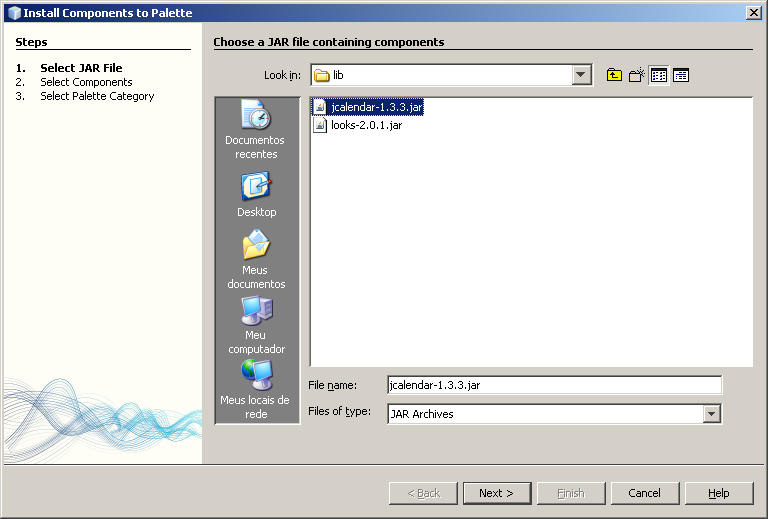 Install Components to Palette
Steps
1. Select JAR File
2. Select Components
3. Select Palette Category
Choose a JAR file containing components
Look in: lib
Documentos
recentes
Desktop
Meus
documentos
Meu
computador
Meus locais de
rede
jcalendar-1.3.3.jar
looks-2.0.1.jar
File name: jcalendar-1.3.3.jar
Files of type: JAR Archives
< Back Next > Finish Cancel Help